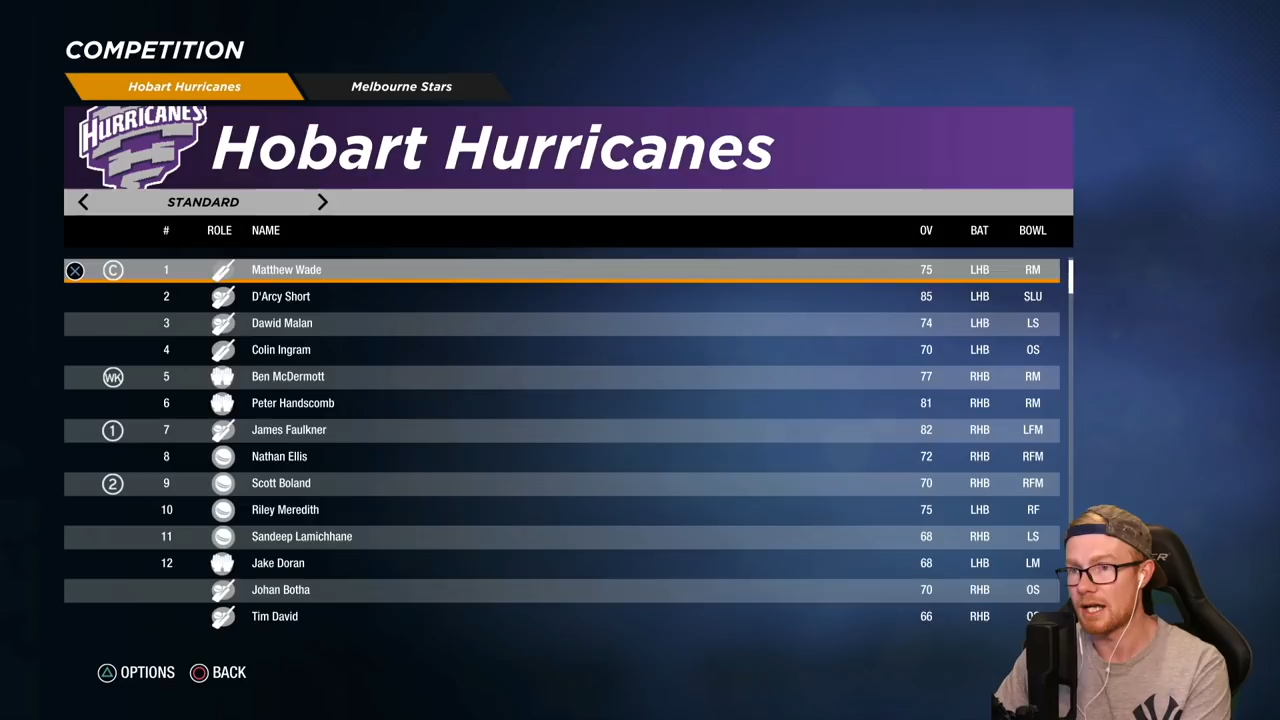 COMPETITION
Hobart Hurricanes Melbourne Stars
HURRICANES Hobart Hurricanes
STANDARD
# ROLE NAME OV BAT BOWL
C 1 Matthew Wade 75 LHB RM
2 D'Arcy Short 85 LHB SLU
3 Dawid Malan 74 LHB LS
4 Colin Ingram 70 LHB OS
WK 5 Ben McDermott 77 RHB RM
6 Peter Handscomb 81 RHB RM
1 7 James Faulkner 82 RHB LFM
8 Nathan Ellis 72 RHB RFM
2 9 Scott Boland 70 RHB RFM
10 Riley Meredith 75 LHB RF
11 Sandeep Lamichhane 68 RHB LS
12 Jake Doran 68 LHB LM
Johan Botha 70 RHB OS
Tim David 66 RHB
OPTIONS BACK